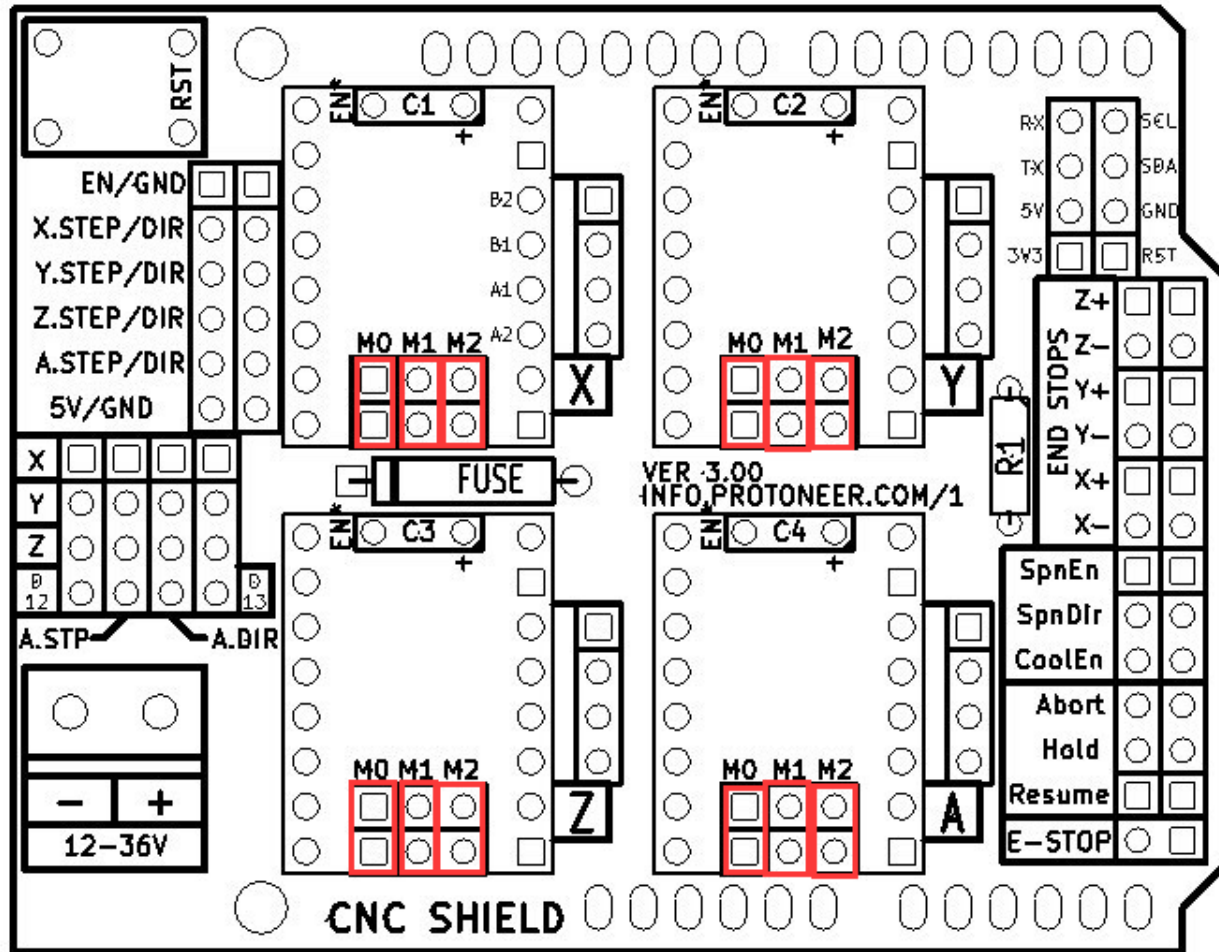 RST
EN*
C1
+
EN*
C2
+
RX
SCL
TX
SDA
5V
GND
3V3
RST
EN/GND
X.STEP/DIR
Y.STEP/DIR
Z.STEP/DIR
A.STEP/DIR
5V/GND
B2
B1
A1
A2
M0 M1 M2
X
M0 M1 M2
Y
END STOPS
Z+
Z-
Y+
Y-
X+
X-
R1
X
Y
Z
D
12
D
13
A.STP
A.DIR
FUSE
VER 3.00
INFO.PROTONEER.COM/1
EN*
C3
+
EN*
C4
+
SpnEn
SpnDir
CoolEn
Abort
Hold
Resume
E-STOP
M0 M1 M2
Z
M0 M1 M2
A
- +
12-36V
CNC SHIELD